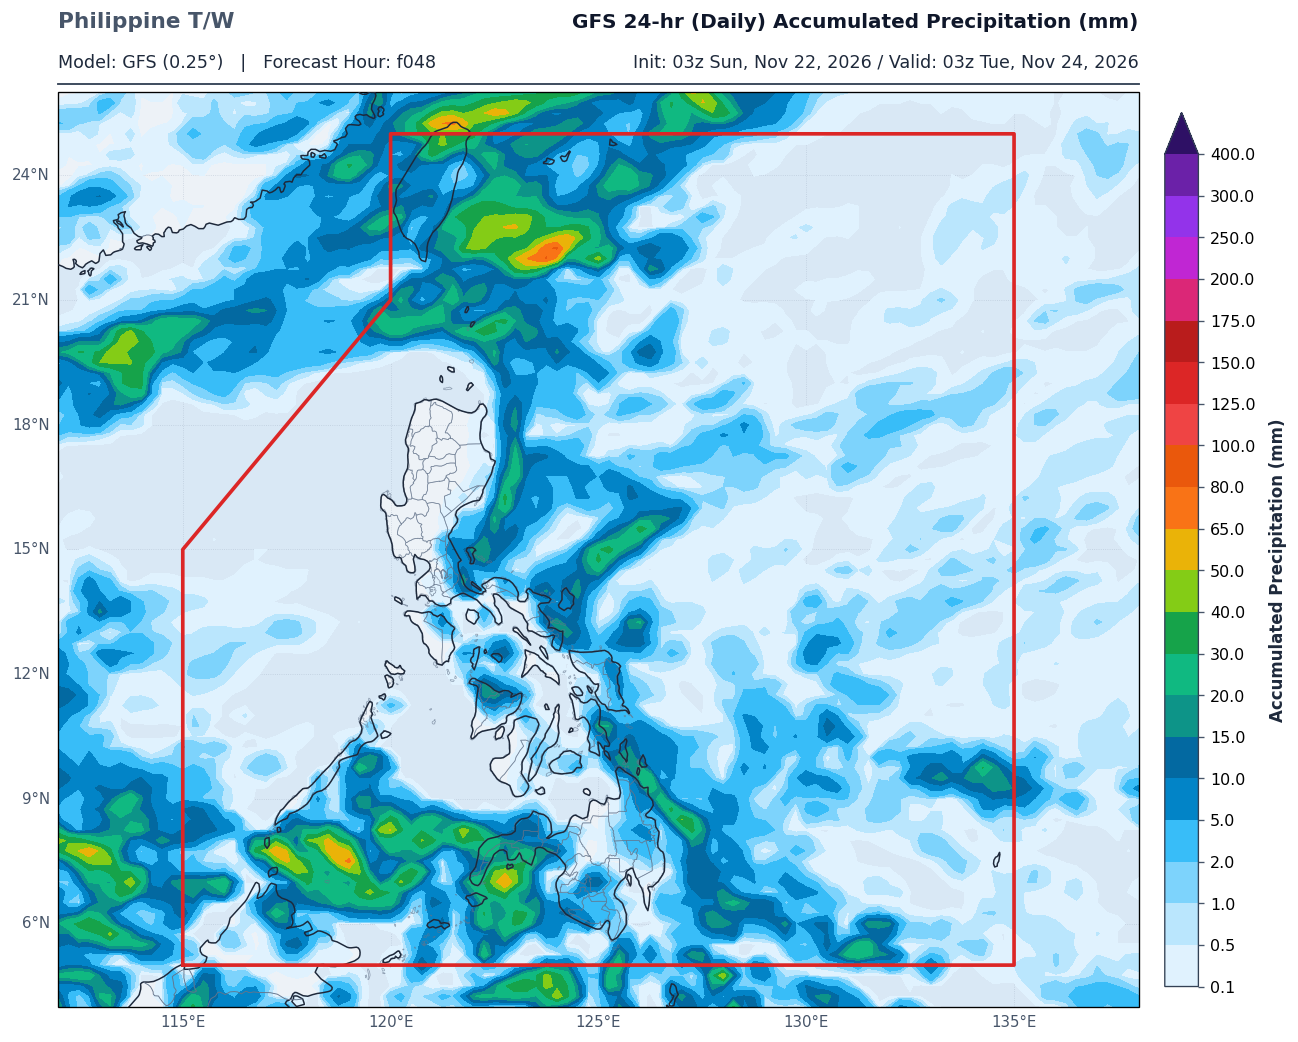 Philippine T/W
GFS 24-hr (Daily) Accumulated Precipitation (mm)
Model: GFS (0.25°)   |   Forecast Hour: f048
Init: 03z Sun, Nov 22, 2026 / Valid: 03z Tue, Nov 24, 2026
24°N
21°N
18°N
15°N
12°N
9°N
6°N
115°E
120°E
125°E
130°E
135°E
400.0
300.0
250.0
200.0
175.0
150.0
125.0
100.0
80.0
65.0
50.0
40.0
30.0
20.0
15.0
10.0
5.0
2.0
1.0
0.5
0.1
Accumulated Precipitation (mm)